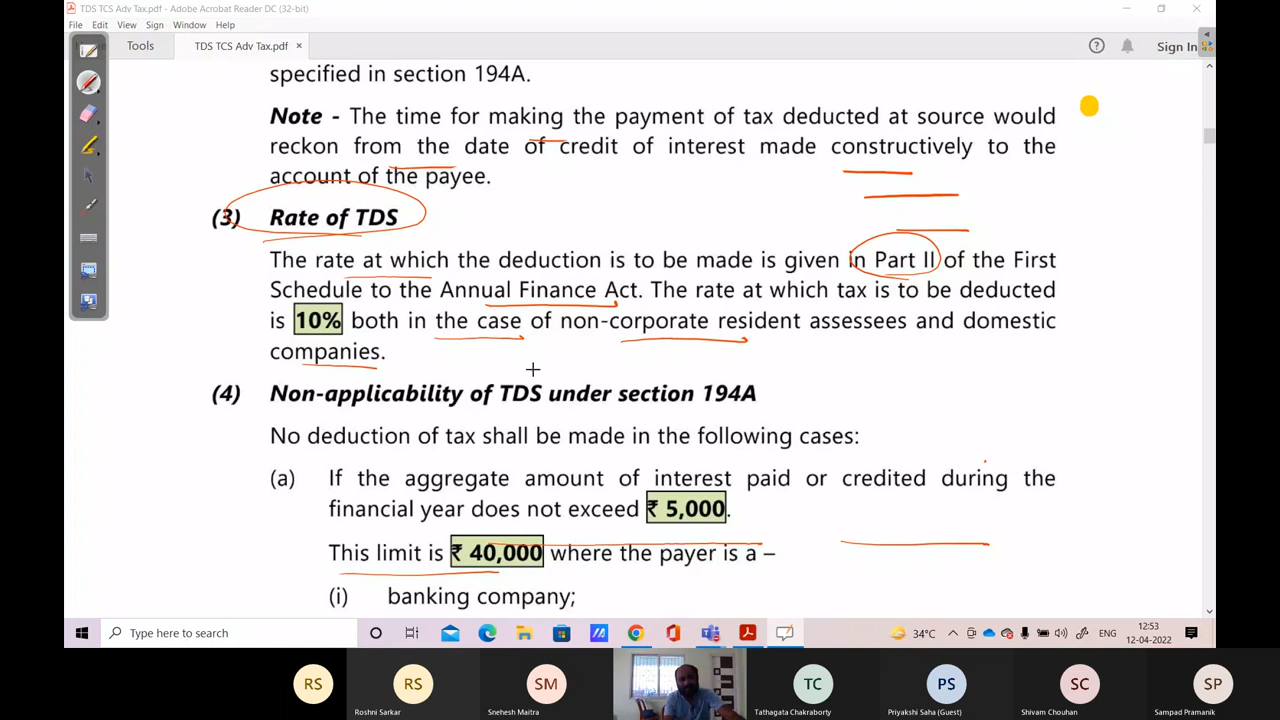 TDS TCS Adv Tax.pdf - Adobe Acrobat Reader DC (32-bit)
File Edit View Sign Window Help
Tools TDS TCS Adv Tax.pdf × Sign In
specified in section 194A.
Note - The time for making the payment of tax deducted at source would
reckon from the date of credit of interest made constructively to the
account of the payee.
(3) Rate of TDS
The rate at which the deduction is to be made is given in Part II of the First
Schedule to the Annual Finance Act. The rate at which tax is to be deducted
is 10% both in the case of non-corporate resident assessees and domestic
companies.
(4) Non-applicability of TDS under section 194A
No deduction of tax shall be made in the following cases:
(a) If the aggregate amount of interest paid or credited during the
financial year does not exceed ₹ 5,000.
This limit is ₹ 40,000 where the payer is a –
(i) banking company;
Type here to search 34°C ENG 12:53
12-04-2022
RS RS SM TC PS SC SP
Roshni Sarkar Snehesh Maitra Tathagata Chakraborty Priyakshi Saha (Guest) Shivam Chouhan Sampad Pramanik